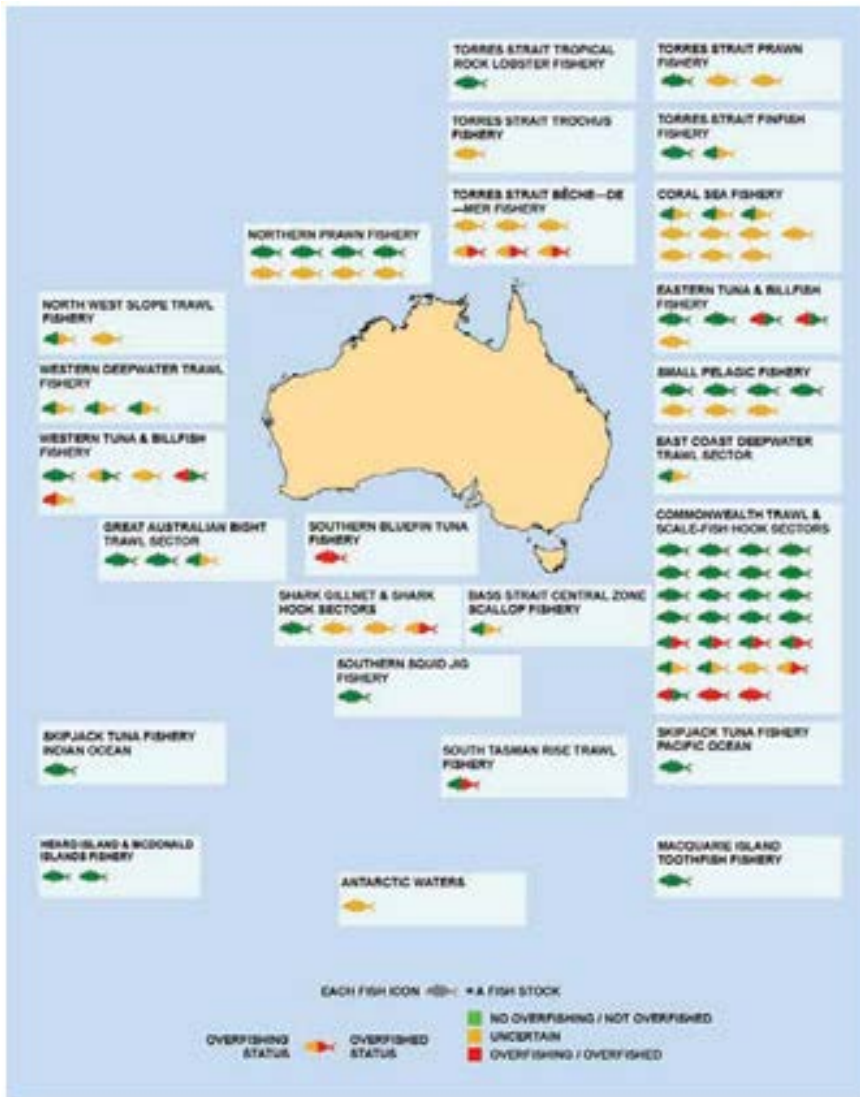 TORRES STRAIT TROPICAL
ROCK LOBSTER FISHERY
TORRES STRAIT PRAWN
FISHERY
TORRES STRAIT TROCHUS
FISHERY
TORRES STRAIT FINFISH
FISHERY
TORRES STRAIT BÊCHE—DE
—MER FISHERY
CORAL SEA FISHERY
NORTHERN PRAWN FISHERY
EASTERN TUNA & BILLFISH
FISHERY
NORTH WEST SLOPE TRAWL
FISHERY
WESTERN DEEPWATER TRAWL
FISHERY
SMALL PELAGIC FISHERY
WESTERN TUNA & BILLFISH
FISHERY
EAST COAST DEEPWATER
TRAWL SECTOR
GREAT AUSTRALIAN BIGHT
TRAWL SECTOR
SOUTHERN BLUEFIN TUNA
FISHERY
COMMONWEALTH TRAWL &
SCALE-FISH HOOK SECTORS
SHARK GILLNET & SHARK
HOOK SECTORS
BASS STRAIT CENTRAL ZONE
SCALLOP FISHERY
SOUTHERN SQUID JIG
FISHERY
SKIPJACK TUNA FISHERY
INDIAN OCEAN
SOUTH TASMAN RISE TRAWL
FISHERY
SKIPJACK TUNA FISHERY
PACIFIC OCEAN
HEARD ISLAND & MCDONALD
ISLANDS FISHERY
ANTARCTIC WATERS
MACQUARIE ISLAND
TOOTHFISH FISHERY
EACH FISH ICON = A FISH STOCK
OVERFISHING
STATUS
OVERFISHED
STATUS
NO OVERFISHING / NOT OVERFISHED
UNCERTAIN
OVERFISHING / OVERFISHED